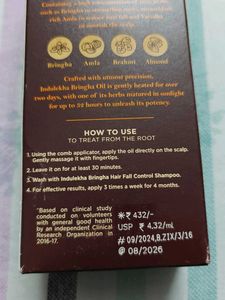 to nourish the scalp.
Bringha Amla Brahmi Almond
Crafted with utmost precision,
Indulekha Bringha Oil is gently heated for over
two days, with one of its herbs matured in sunlight
for up to 52 hours to unleash its potency.
HOW TO USE
TO TREAT FROM THE ROOT
1. Using the comb applicator, apply the oil directly on the scalp.
Gently massage it with fingertips.
2. Leave it on for at least 30 minutes.
3. Wash with Indulekha Bringha Hair Fall Control Shampoo.
4. For effective results, apply 3 times a week for 4 months.
*Based on clinical study
conducted on volunteers
with general good health
by an independent Clinical
Research Organization in
2016-17.
₹ 432/-
USP ₹ 4.32/ml
# 09/2024,B.ZIX/3/16
@ 08/2026